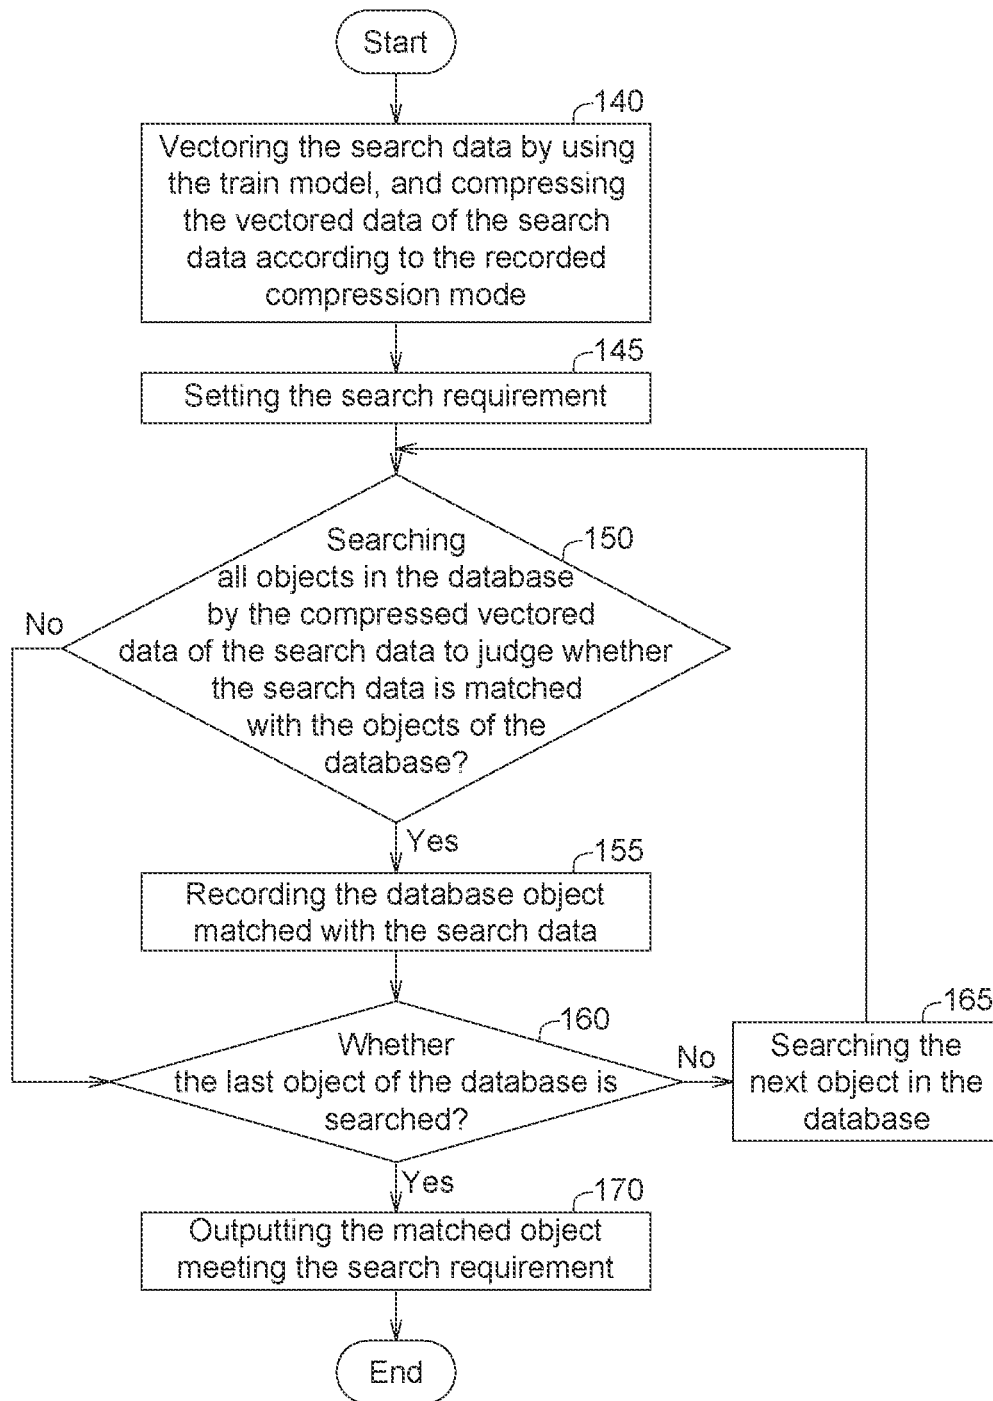 Start
140
Vectoring the search data by using
the train model, and compressing
the vectored data of the search
data according to the recorded
compression mode
145
Setting the search requirement
150
Searching
all objects in the database
by the compressed vectored
data of the search data to judge whether
the search data is matched
with the objects of the
database?
No
Yes
155
Recording the database object
matched with the search data
160
Whether
the last object of the database is
searched?
No
165
Searching the
next object in the
database
Yes
170
Outputting the matched object
meeting the search requirement
End